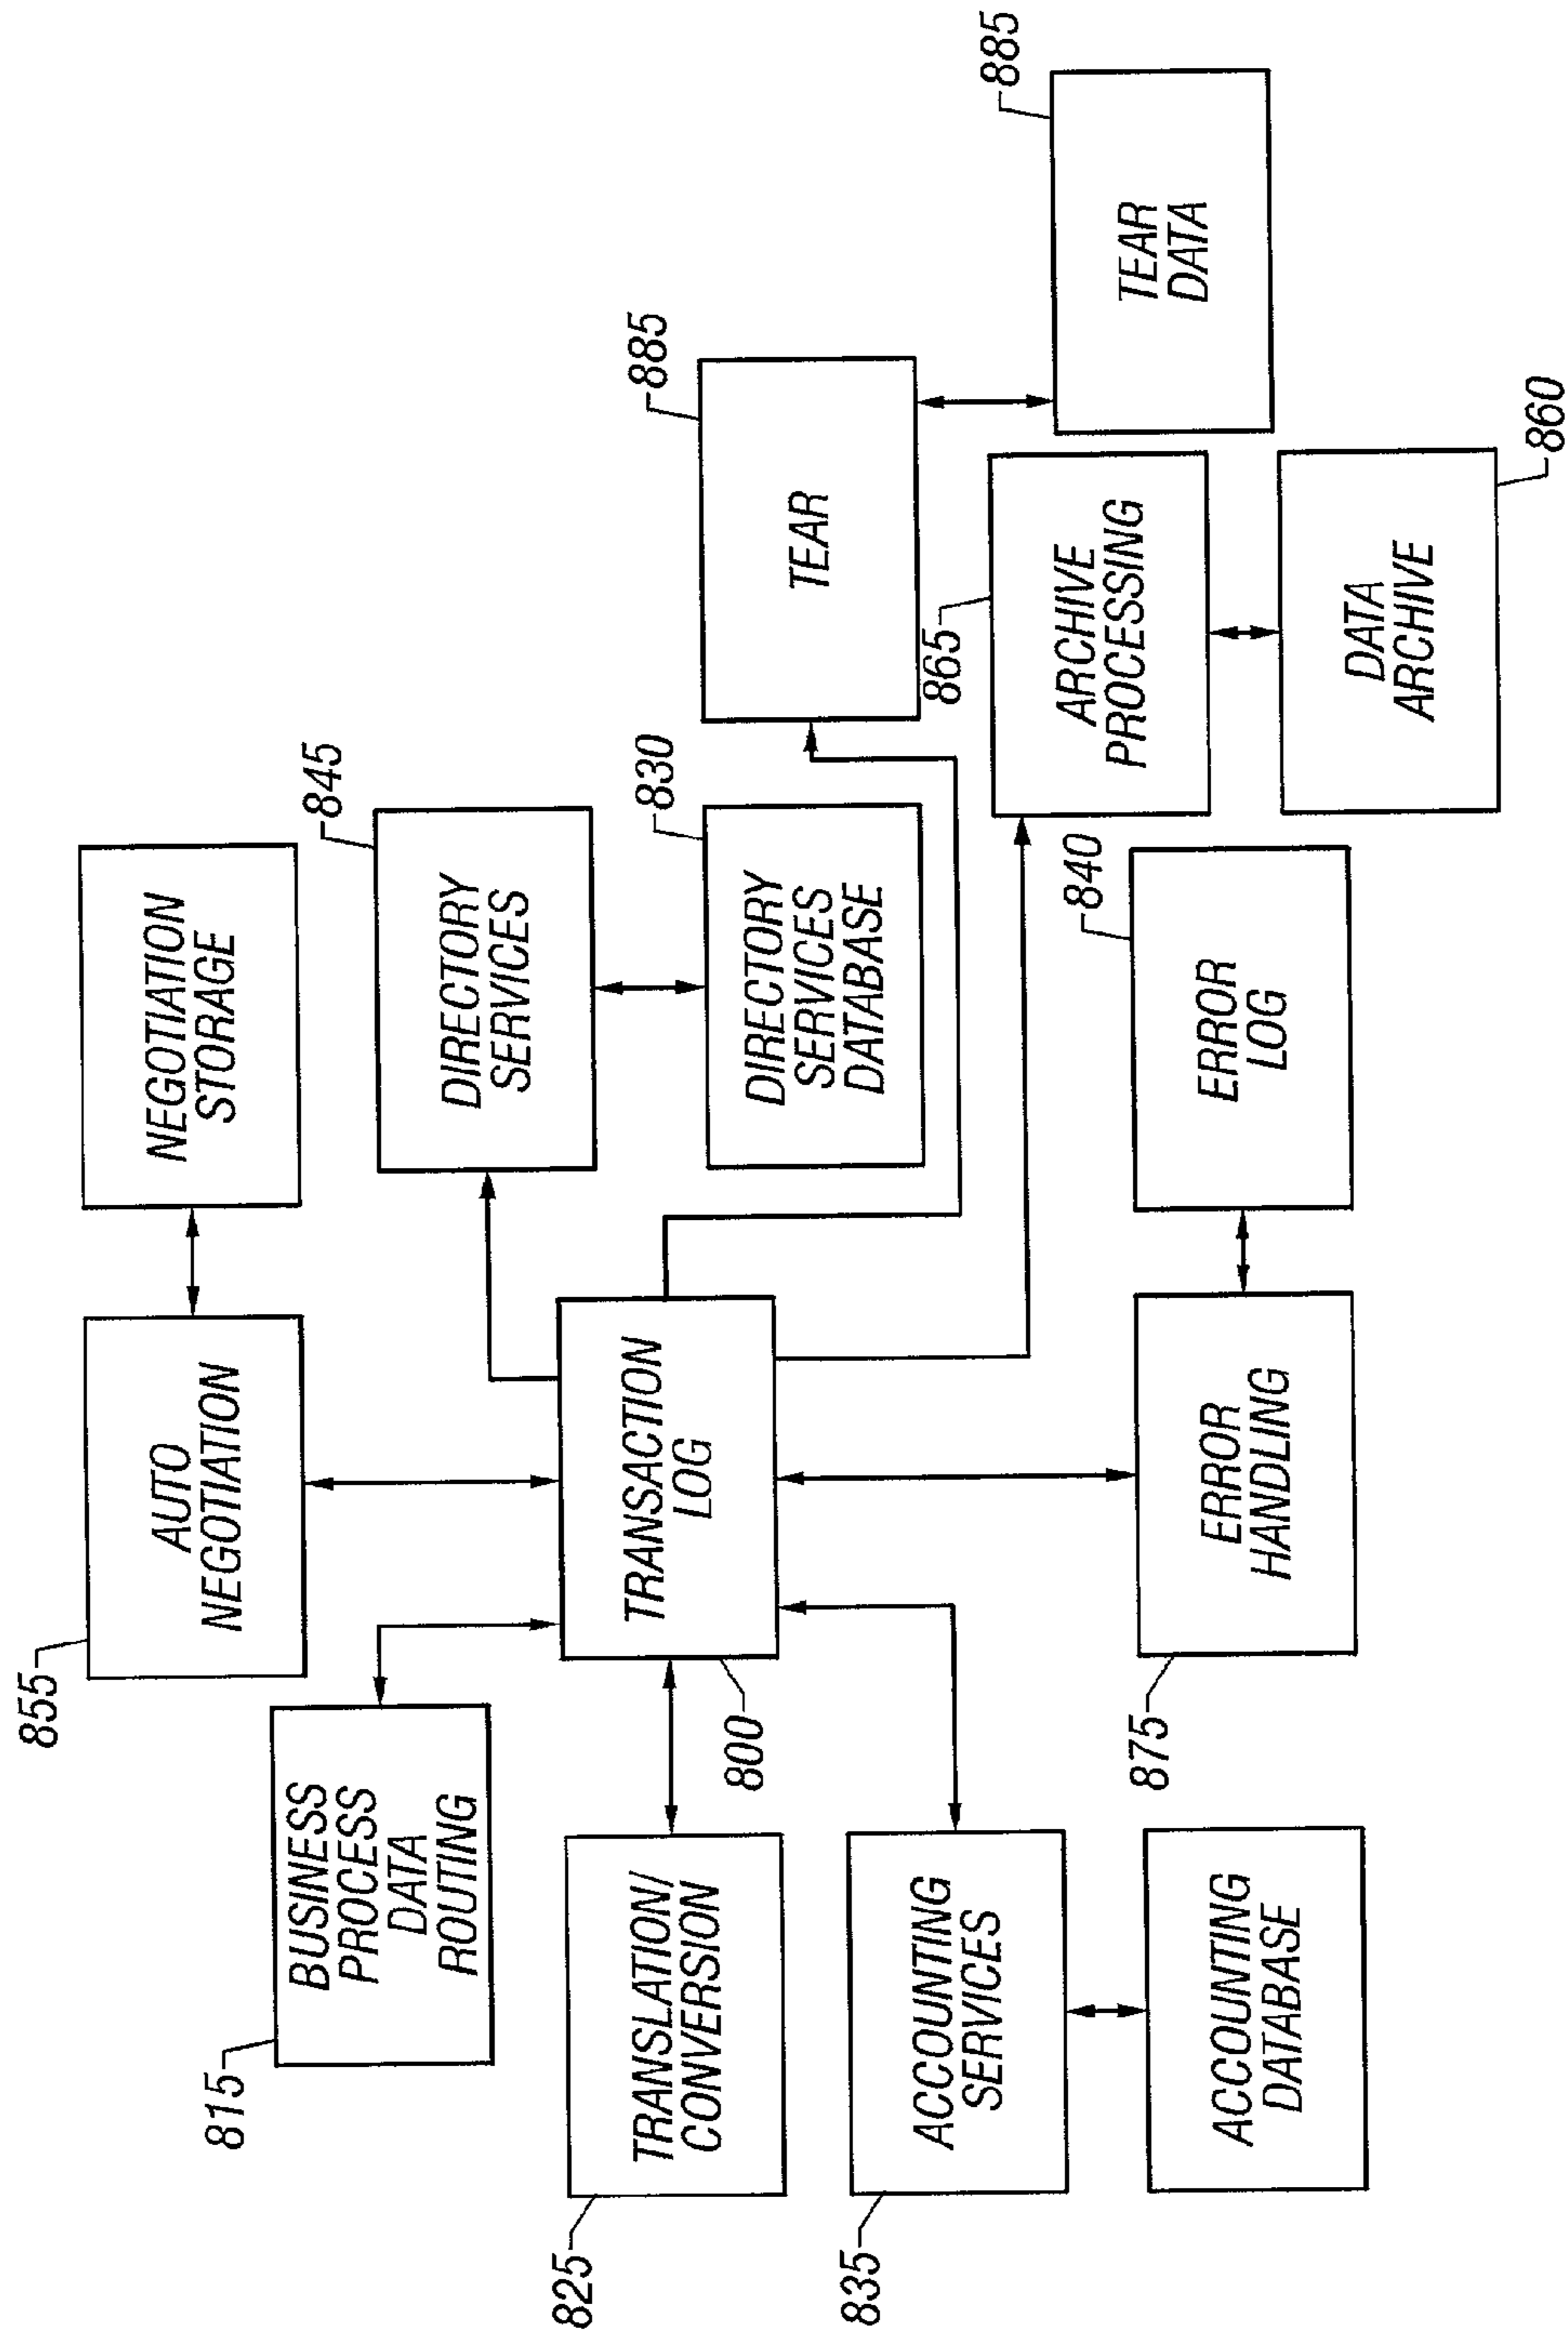 855
AUTO
NEGOTIATION
NEGOTIATION
STORAGE
815
BUSINESS
PROCESS
DATA
ROUTING
845
DIRECTORY
SERVICES
825
TRANSLATION/
CONVERSION
800
TRANSACTION
LOG
830
DIRECTORY
SERVICES
DATABASE
885
TEAR
835
ACCOUNTING
SERVICES
865
ARCHIVE
PROCESSING
885
TEAR
DATA
ACCOUNTING
DATABASE
875
ERROR
HANDLING
840
ERROR
LOG
DATA
ARCHIVE
860